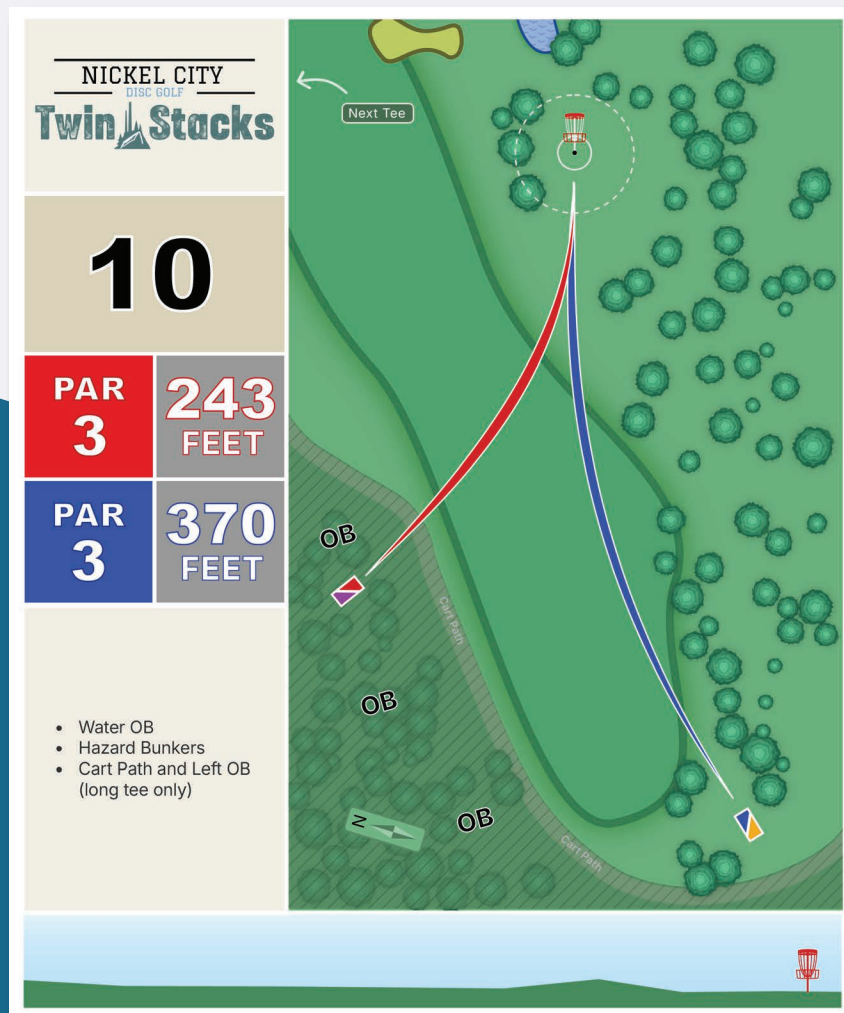 NICKEL CITY
DISC GOLF
Twin Stacks
10
PAR
3
243
FEET
PAR
3
370
FEET
• Water OB
• Hazard Bunkers
• Cart Path and Left OB
(long tee only)
Next Tee
OB
Cart Path
OB
OB
N
Cart Path